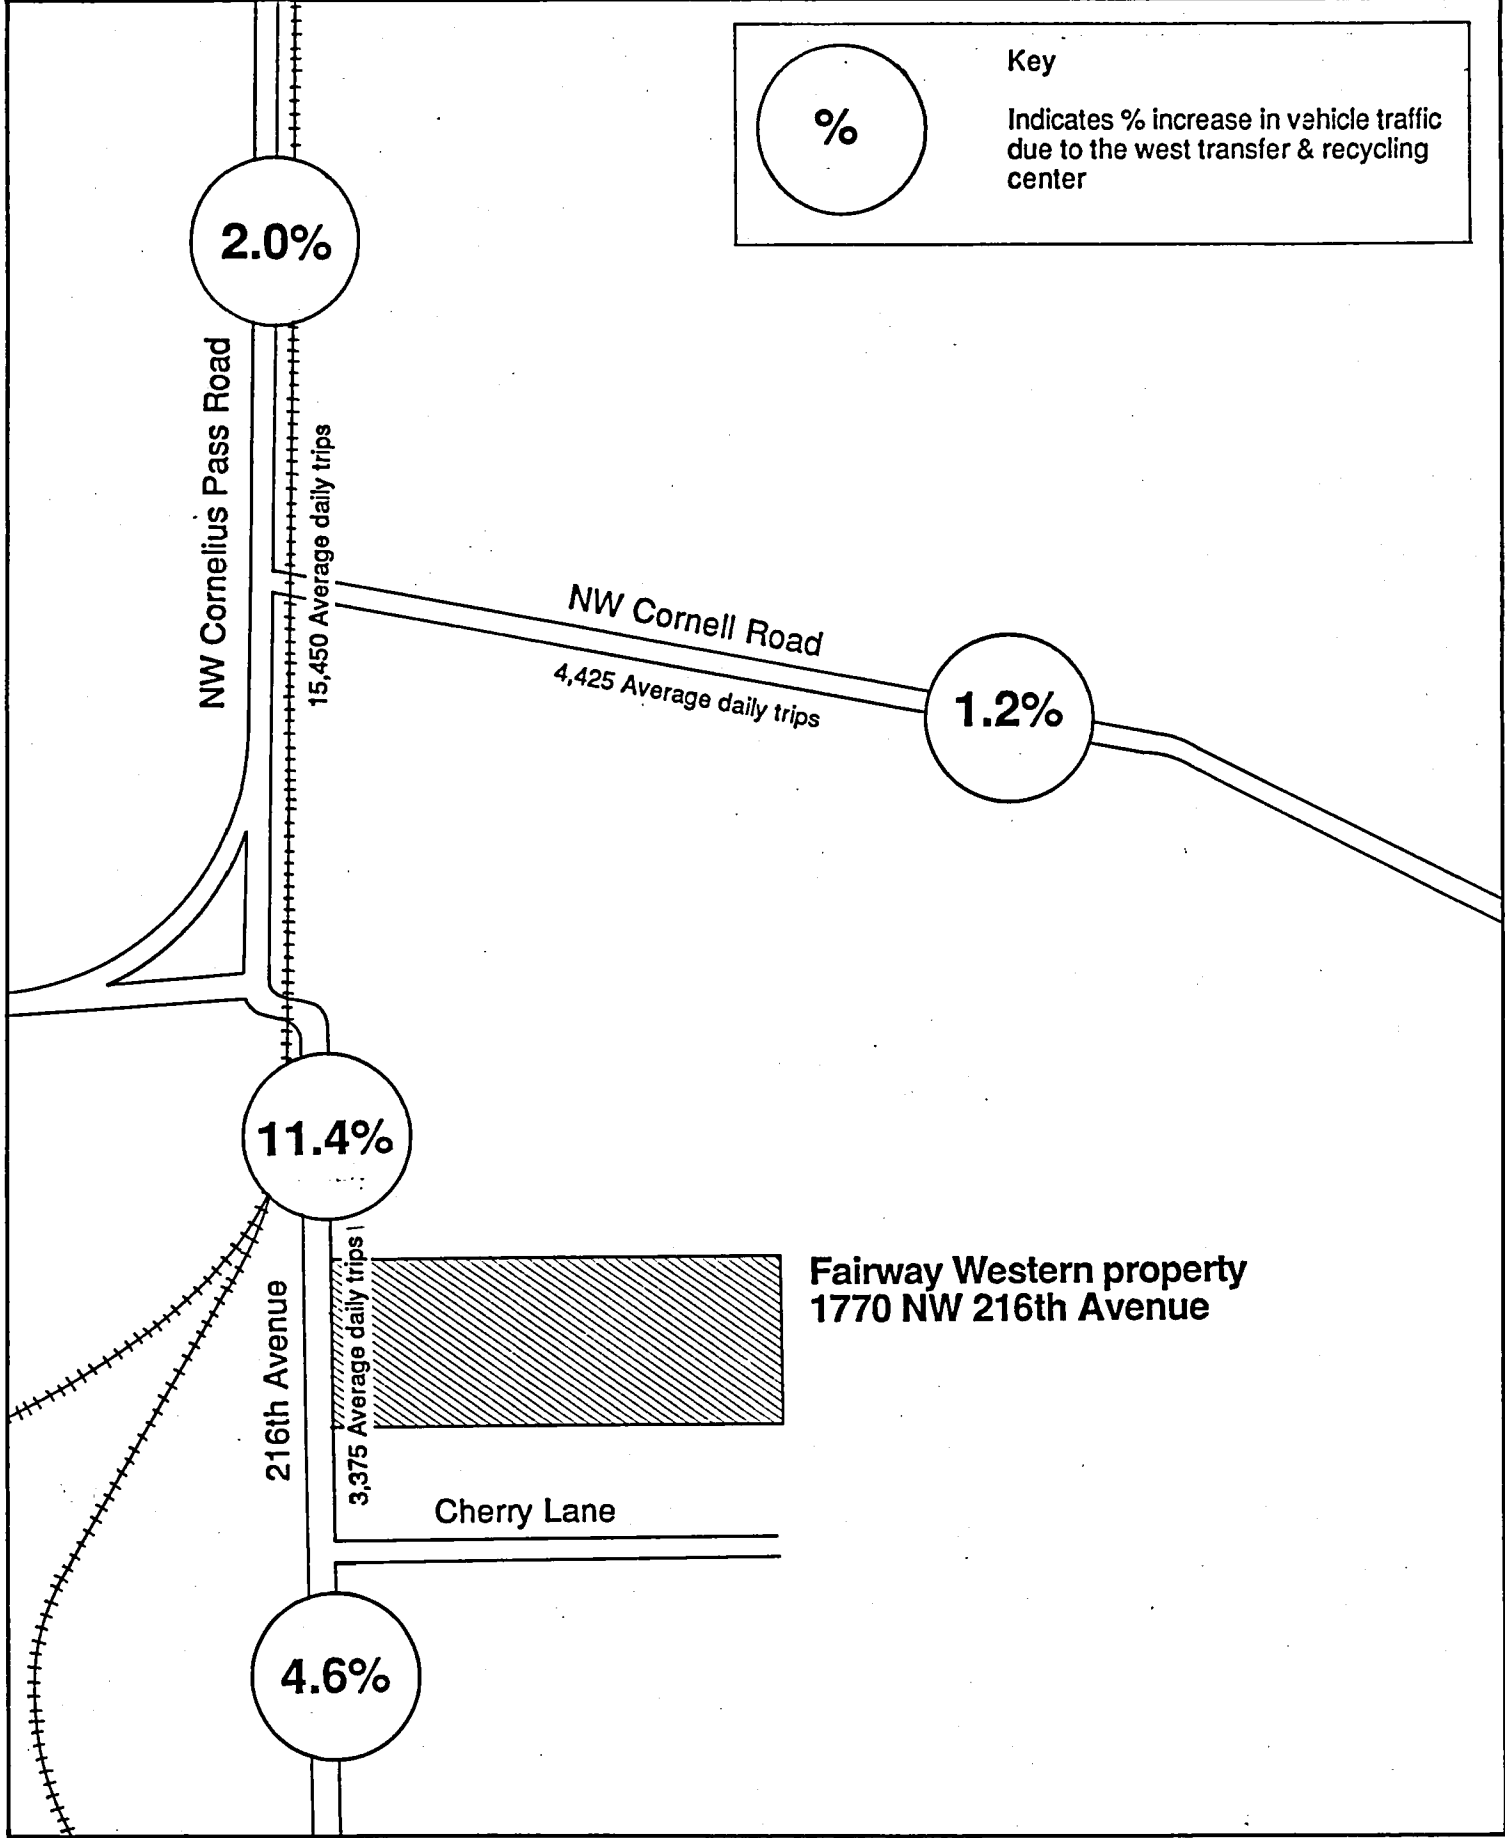 Key
%
Indicates % increase in vehicle traffic
due to the west transfer & recycling
center
2.0%
NW Cornelius Pass Road
15,450 Average daily trips
NW Cornell Road
4,425 Average daily trips
1.2%
11.4%
216th Avenue
3,375 Average daily trips
Fairway Western property
1770 NW 216th Avenue
Cherry Lane
4.6%